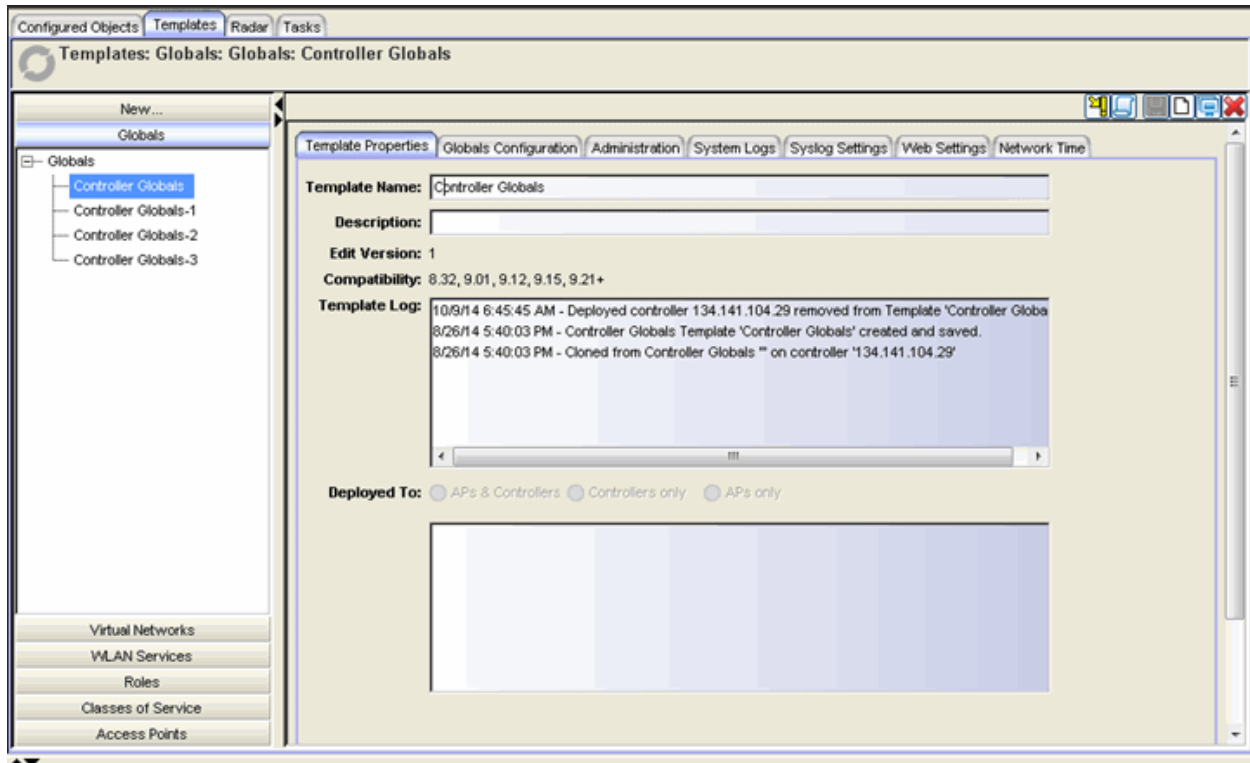 Configured Objects Templates Radar Tasks
Templates: Globals: Globals: Controller Globals
New...
Globals
Globals
Controller Globals
Controller Globals-1
Controller Globals-2
Controller Globals-3
Virtual Networks
WLAN Services
Roles
Classes of Service
Access Points
Template Properties Globals Configuration Administration System Logs Syslog Settings Web Settings Network Time
Template Name: Controller Globals
Description:
Edit Version: 1
Compatibility: 8.32, 9.01, 9.12, 9.15, 9.21+
Template Log:
10/9/14 6:45:45 AM - Deployed controller 134.141.104.29 removed from Template 'Controller Globa
8/26/14 5:40:03 PM - Controller Globals Template 'Controller Globals' created and saved.
8/26/14 5:40:03 PM - Cloned from Controller Globals '" on controller '134.141.104.29'
Deployed To: APs & Controllers Controllers only APs only